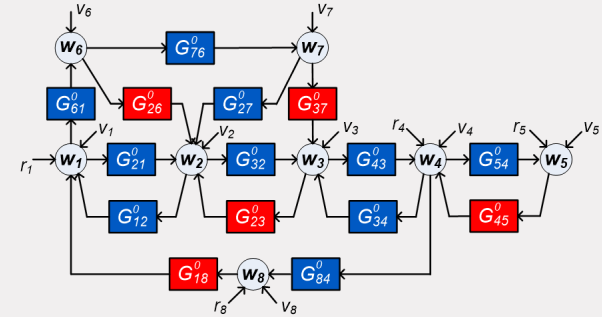 v6 v7
w6 G⁰76 w7
G⁰61 G⁰26 G⁰27 G⁰37
v1 v2 v3 r4 v4 r5 v5
r1 w1 G⁰21 w2 G⁰32 w3 G⁰43 w4 G⁰54 w5
G⁰12 G⁰23 G⁰34 G⁰45
G⁰18 w8 G⁰84
r8 v8